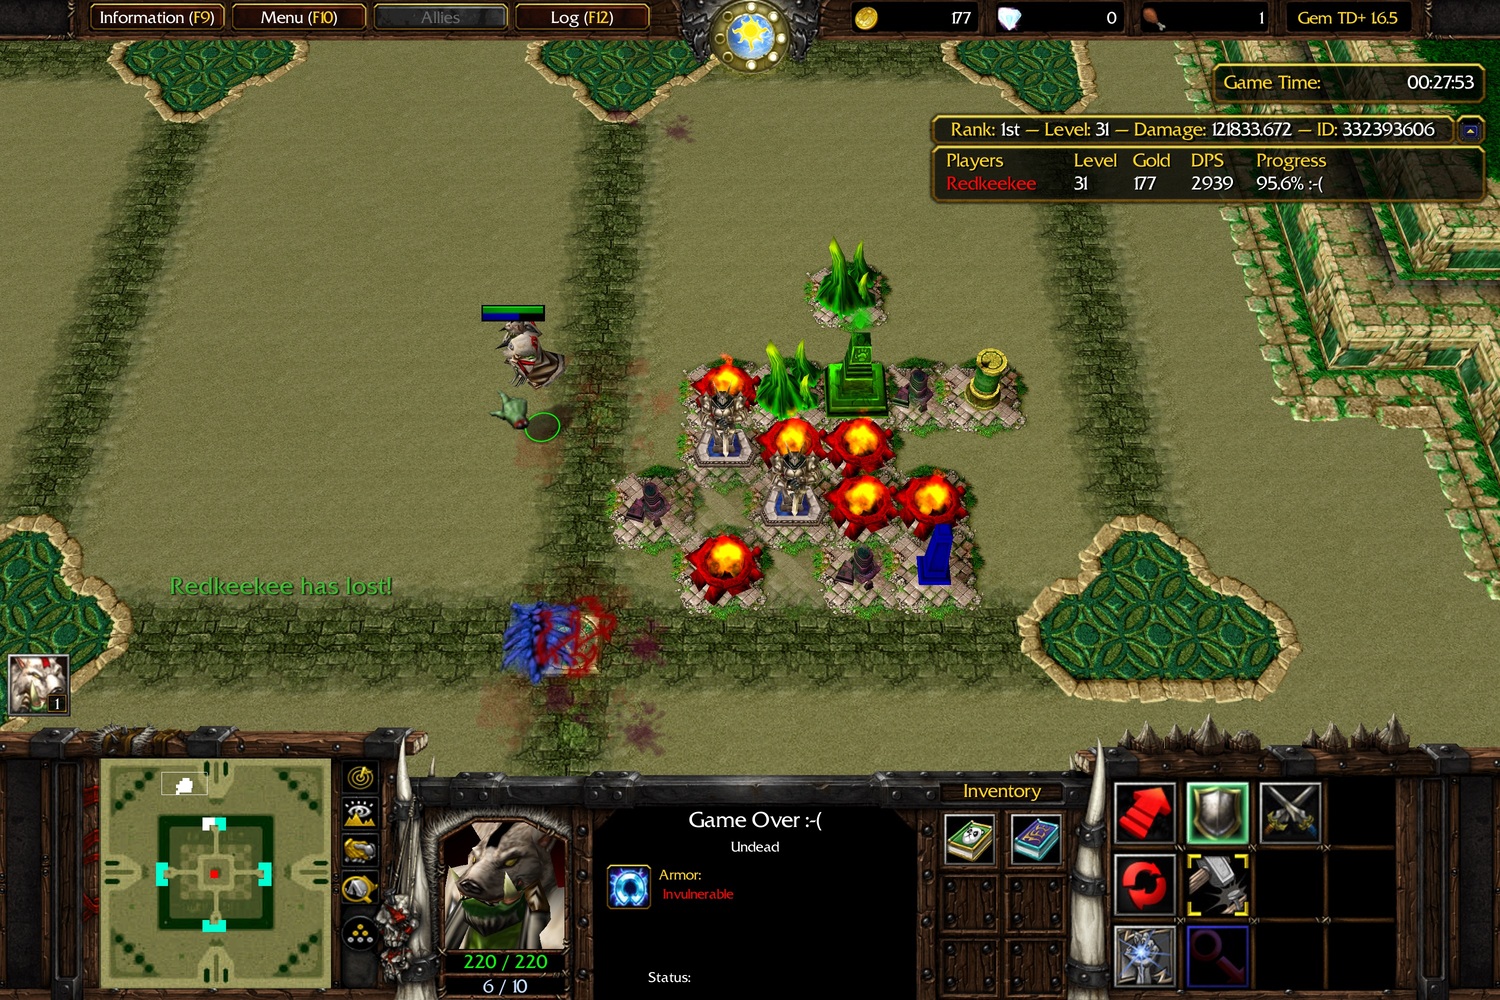 Information (F9) Menu (F10) Allies Log (F12) 177 0 1 Gem TD+ 16.5
Game Time: 00:27:53
Rank: 1st — Level: 31 — Damage: 121833.672 — ID: 332393606
Players Level Gold DPS Progress
Redkeekee 31 177 2939 95.6% :-(
Redkeekee has lost!
1
Game Over :-(
Undead
Armor:
Invulnerable
Status:
220 / 220
6 / 10
Inventory